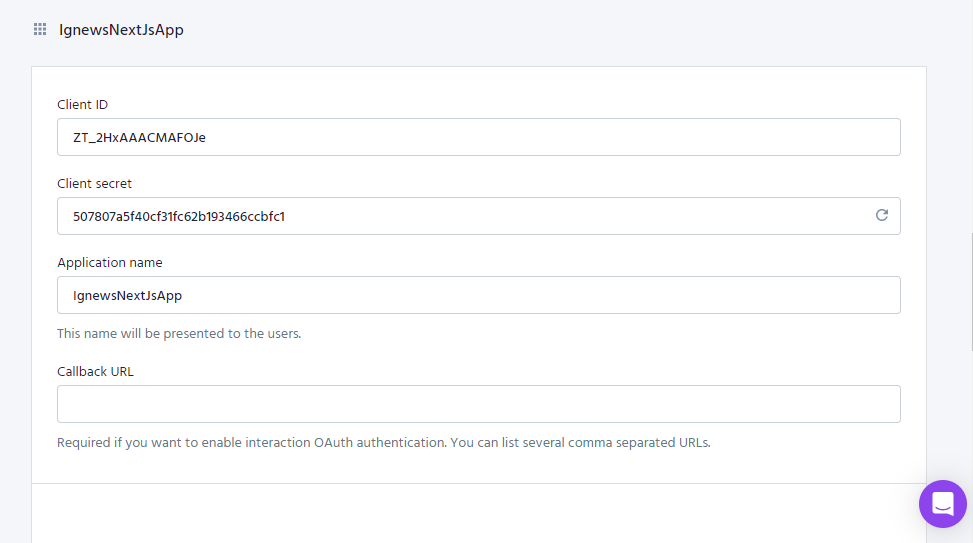 IgnewsNextJsApp
Client ID
ZT_2HxAAACMAFOJe
Client secret
507807a5f40cf31fc62b193466ccbfc1
Application name
IgnewsNextJsApp
This name will be presented to the users.
Callback URL
Required if you want to enable interaction OAuth authentication. You can list several comma separated URLs.